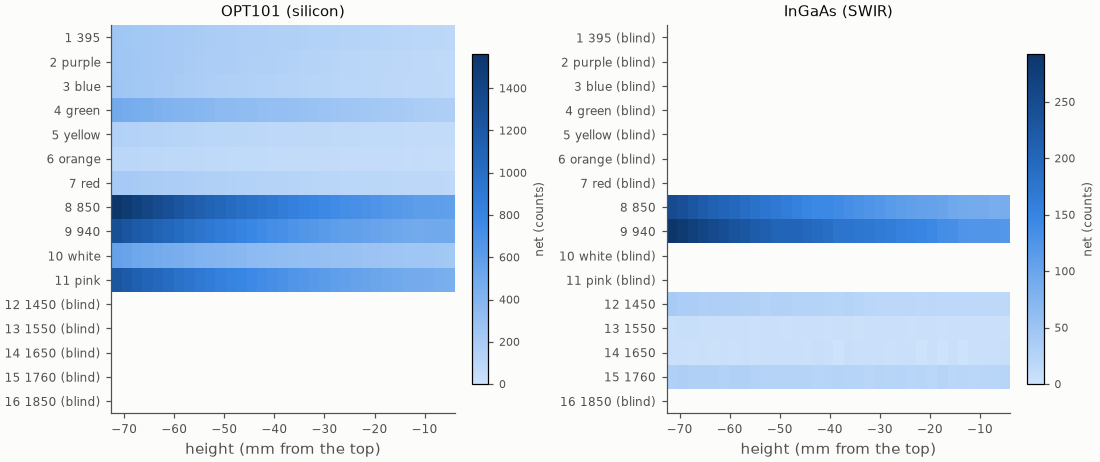 OPT101 (silicon)
1 395
2 purple
3 blue
4 green
5 yellow
6 orange
7 red
8 850
9 940
10 white
11 pink
12 1450 (blind)
13 1550 (blind)
14 1650 (blind)
15 1760 (blind)
16 1850 (blind)
−70 −60 −50 −40 −30 −20 −10
height (mm from the top)
1400
1200
1000
800
600
400
200
0
net (counts)
InGaAs (SWIR)
1 395 (blind)
2 purple (blind)
3 blue (blind)
4 green (blind)
5 yellow (blind)
6 orange (blind)
7 red (blind)
8 850
9 940
10 white (blind)
11 pink (blind)
12 1450
13 1550
14 1650
15 1760
16 1850 (blind)
−70 −60 −50 −40 −30 −20 −10
height (mm from the top)
250
200
150
100
50
0
net (counts)